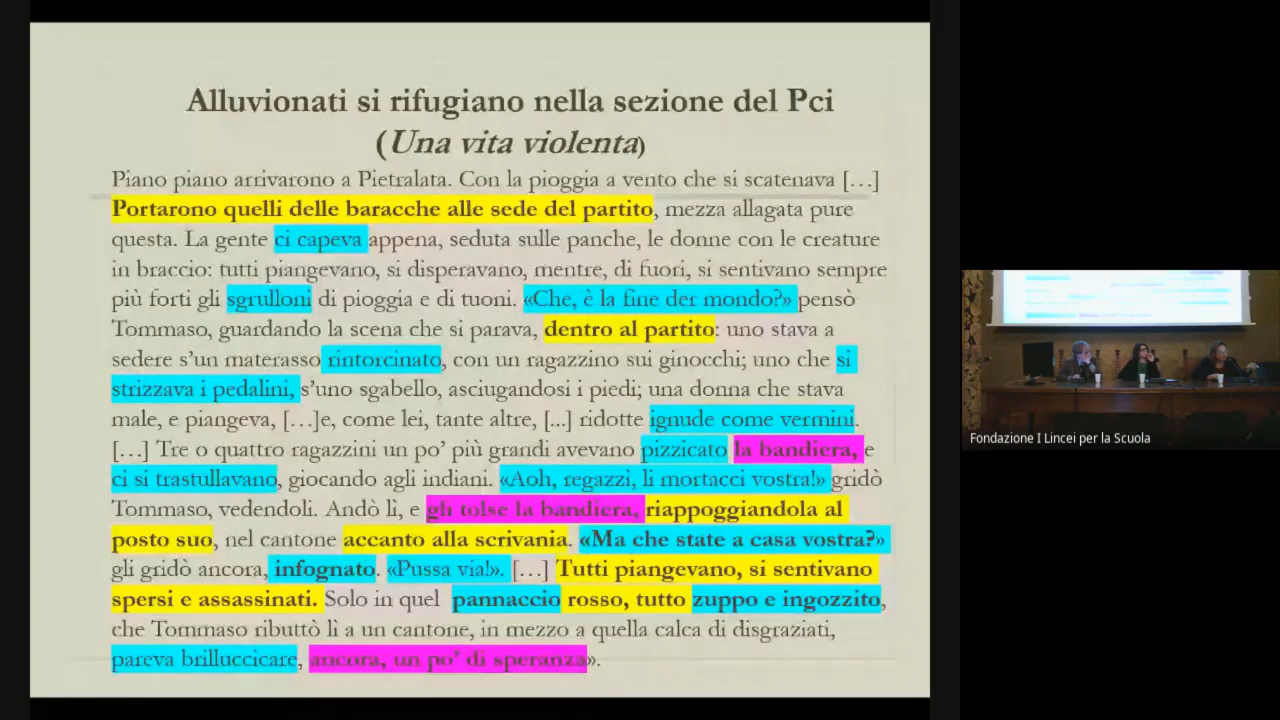 Alluvionati si rifugiano nella sezione del Pci
(Una vita violenta)
Piano piano arrivarono a Pietralata. Con la pioggia a vento che si scatenava […]
Portarono quelli delle baracche alle sede del partito, mezza allagata pure
questa. La gente ci capeva appena, seduta sulle panche, le donne con le creature
in braccio: tutti piangevano, si disperavano, mentre, di fuori, si sentivano sempre
più forti gli sgrulloni di pioggia e di tuoni. «Che, è la fine der mondo?» pensò
Tommaso, guardando la scena che si parava, dentro al partito: uno stava a
sedere s’un materasso rintorcinato, con un ragazzino sui ginocchi; uno che si
strizzava i pedalini, s’uno sgabello, asciugandosi i piedi; una donna che stava
male, e piangeva, […]e, come lei, tante altre, [...] ridotte ignude come vermini.
[…] Tre o quattro ragazzini un po’ più grandi avevano pizzicato la bandiera, e
ci si trastullavano, giocando agli indiani. «Aoh, regazzi, li mortacci vostra!» gridò
Tommaso, vedendoli. Andò lì, e gli tolse la bandiera, riappoggiandola al
posto suo, nel cantone accanto alla scrivania. «Ma che state a casa vostra?»
gli gridò ancora, infognato. «Pussa via!». […] Tutti piangevano, si sentivano
spersi e assassinati. Solo in quel pannaccio rosso, tutto zuppo e ingozzito,
che Tommaso ributtò lì a un cantone, in mezzo a quella calca di disgraziati,
pareva brilluccicare, ancora, un po’ di speranza».
Fondazione I Lincei per la Scuola